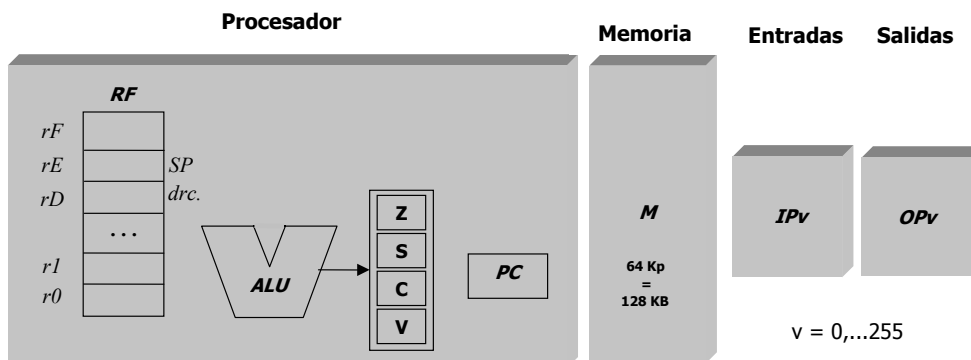 Procesador
Memoria
Entradas
Salidas
RF
rF
rE
SP
rD
drc.
...
r1
r0
ALU
Z
S
C
V
PC
M
64 Kp
=
128 KB
IPv
OPv
v = 0,...255